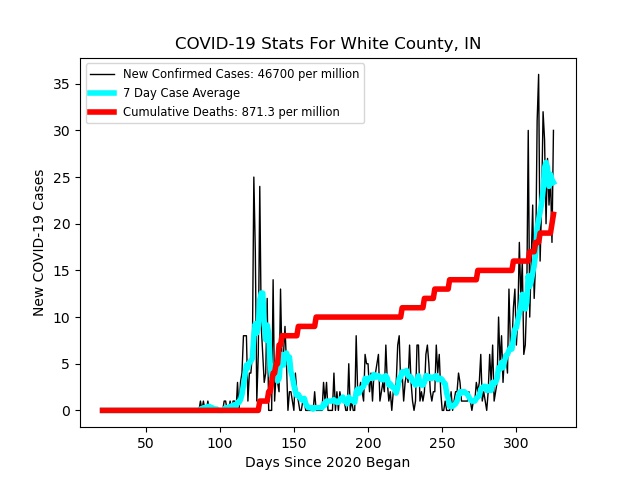 COVID-19 Stats For White County, IN
New Confirmed Cases: 46700 per million
7 Day Case Average
Cumulative Deaths: 871.3 per million
New COVID-19 Cases
35
30
25
20
15
10
5
0
50 100 150 200 250 300
Days Since 2020 Began